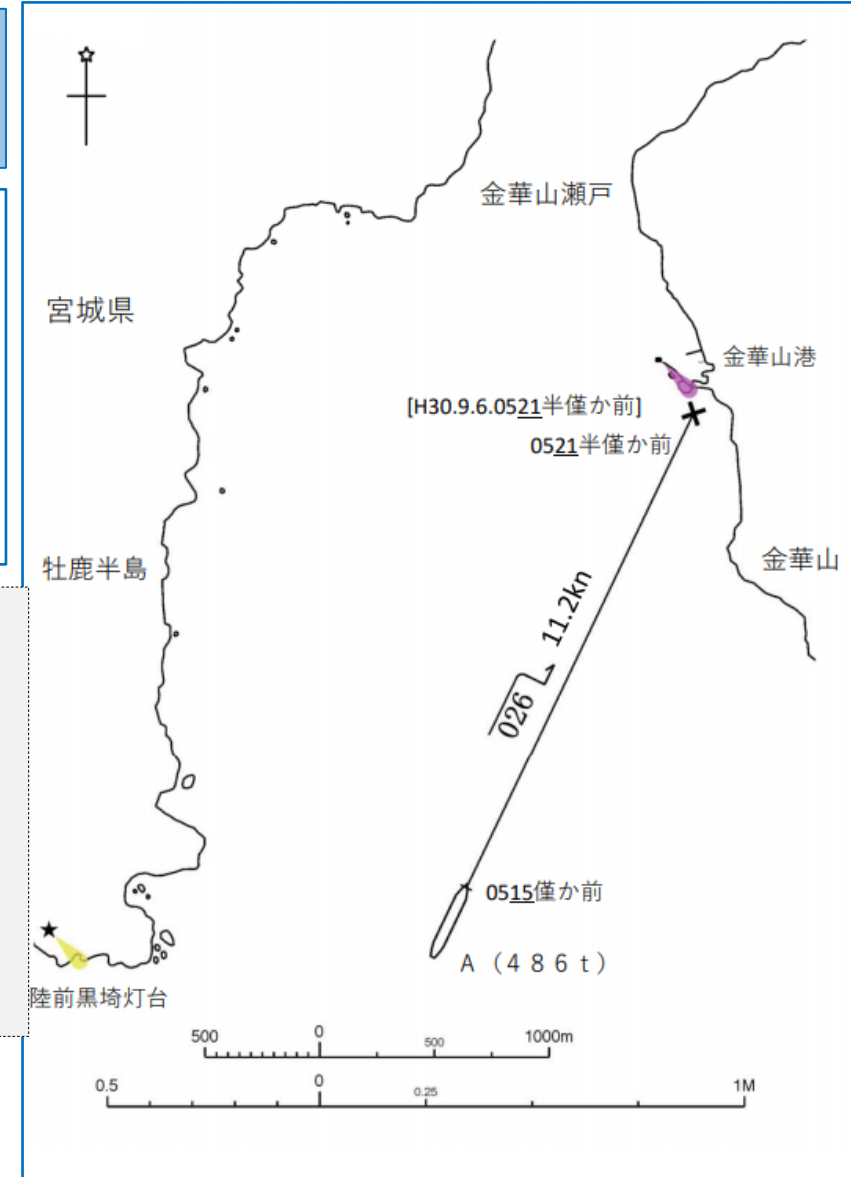 金華山瀬戸
宮城県
金華山港
[H30.9.6.0521半僅か前]
0521半僅か前
牡鹿半島
金華山
11.2kn
026
0515僅か前
A（４８６ｔ）
陸前黒埼灯台
500 0 500 1000m
0.5 0 0.25 1M